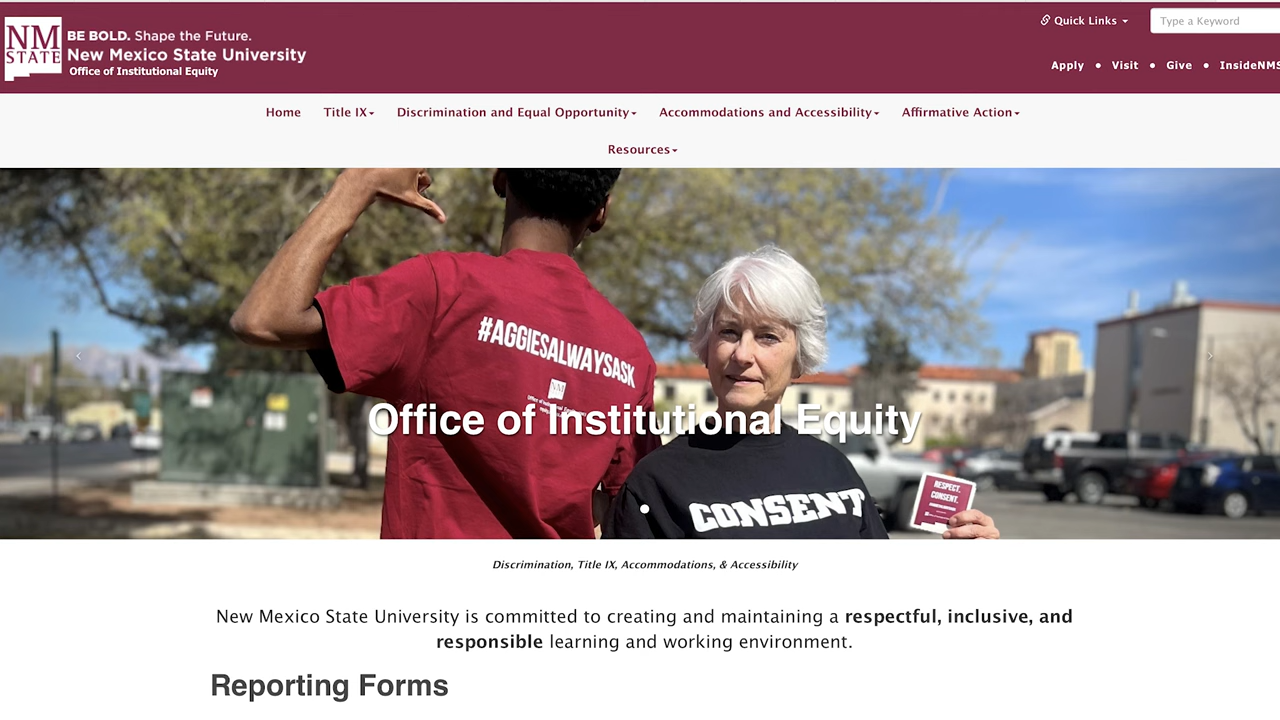 NM
STATE
BE BOLD. Shape the Future.
New Mexico State University
Office of Institutional Equity
Quick Links
Type a Keyword
Apply • Visit • Give • InsideNMS
Home Title IX Discrimination and Equal Opportunity Accommodations and Accessibility Affirmative Action
Resources
#AGGIESALWAYSASK
NM
Office of Institutional Equity
CONSENT
RESPECT.
CONSENT.
Discrimination, Title IX, Accommodations, & Accessibility
New Mexico State University is committed to creating and maintaining a respectful, inclusive, and
responsible learning and working environment.
Reporting Forms